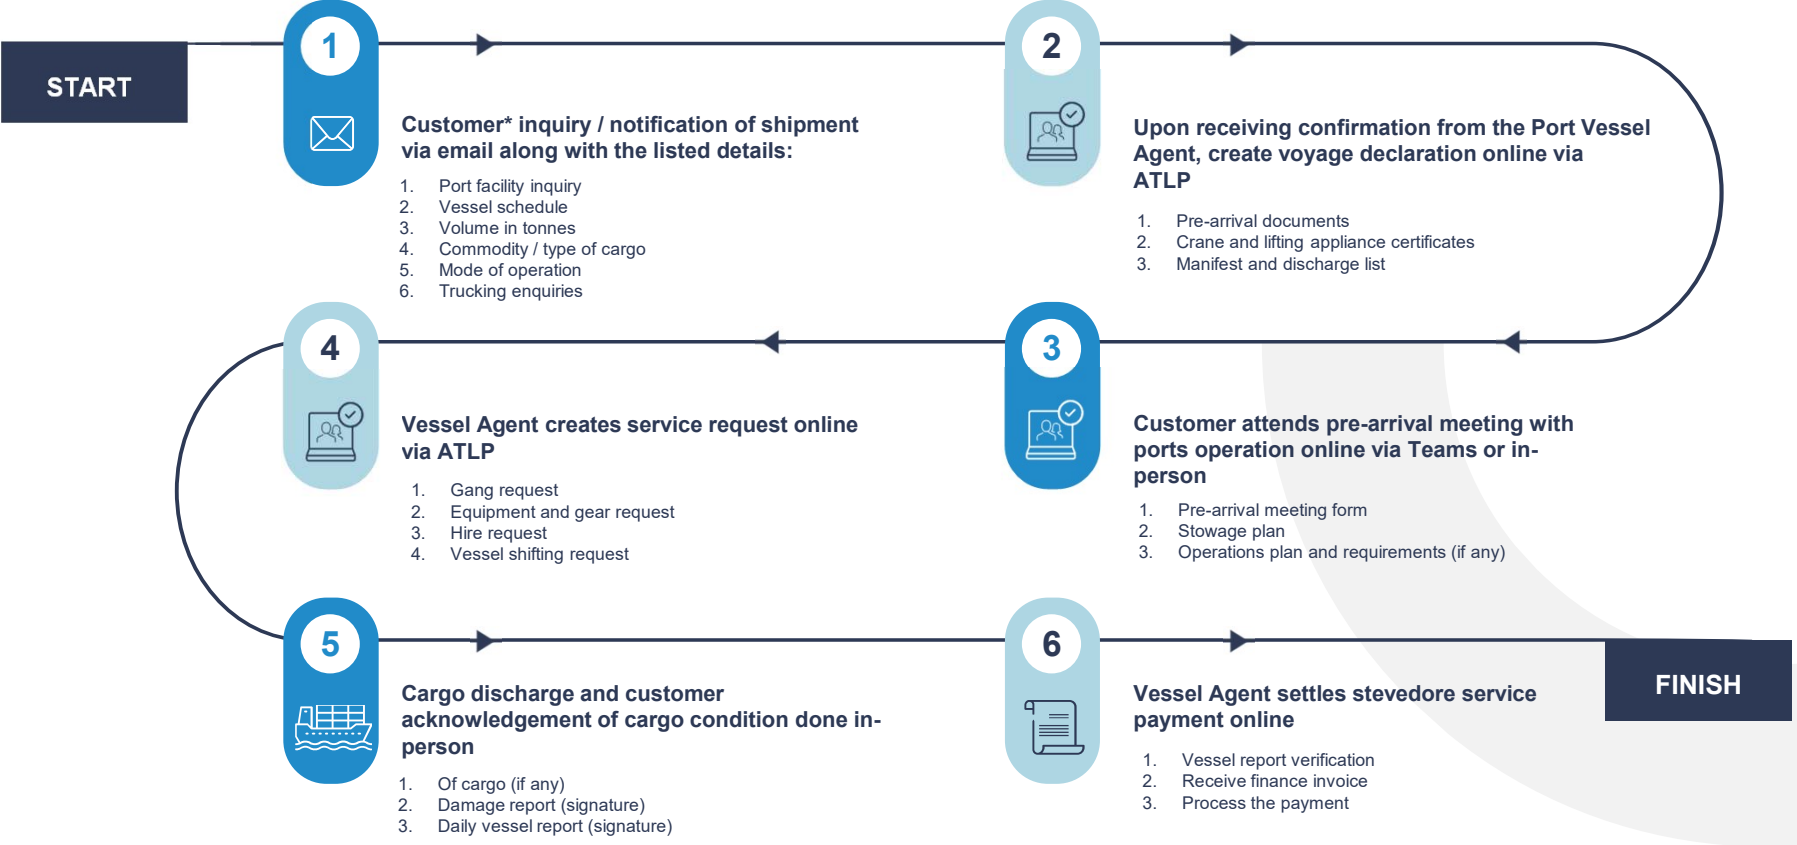 START
1
Customer* inquiry / notification of shipment
via email along with the listed details:
1. Port facility inquiry
2. Vessel schedule
3. Volume in tonnes
4. Commodity / type of cargo
5. Mode of operation
6. Trucking enquiries
2
Upon receiving confirmation from the Port Vessel
Agent, create voyage declaration online via
ATLP
1. Pre-arrival documents
2. Crane and lifting appliance certificates
3. Manifest and discharge list
3
Customer attends pre-arrival meeting with
ports operation online via Teams or in-
person
1. Pre-arrival meeting form
2. Stowage plan
3. Operations plan and requirements (if any)
4
Vessel Agent creates service request online
via ATLP
1. Gang request
2. Equipment and gear request
3. Hire request
4. Vessel shifting request
5
Cargo discharge and customer
acknowledgement of cargo condition done in-
person
1. Of cargo (if any)
2. Damage report (signature)
3. Daily vessel report (signature)
6
Vessel Agent settles stevedore service
payment online
1. Vessel report verification
2. Receive finance invoice
3. Process the payment
FINISH